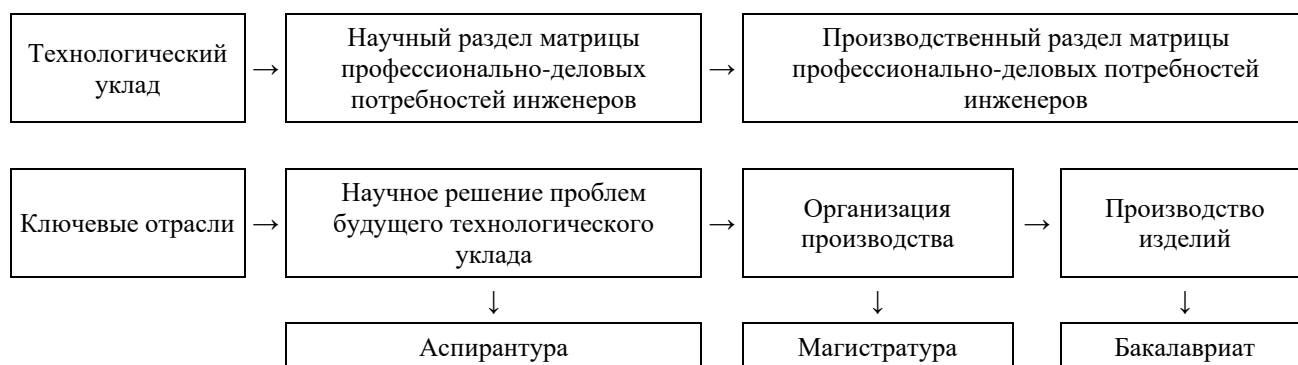 Технологический
уклад
→
Научный раздел матрицы
профессионально-деловых
потребностей инженеров
→
Производственный раздел матрицы
профессионально-деловых потребностей
инженеров
Ключевые отрасли
→
Научное решение проблем
будущего технологического
уклада
→
Организация
производства
→
Производство
изделий
↓
↓
↓
Аспирантура
Магистратура
Бакалавриат